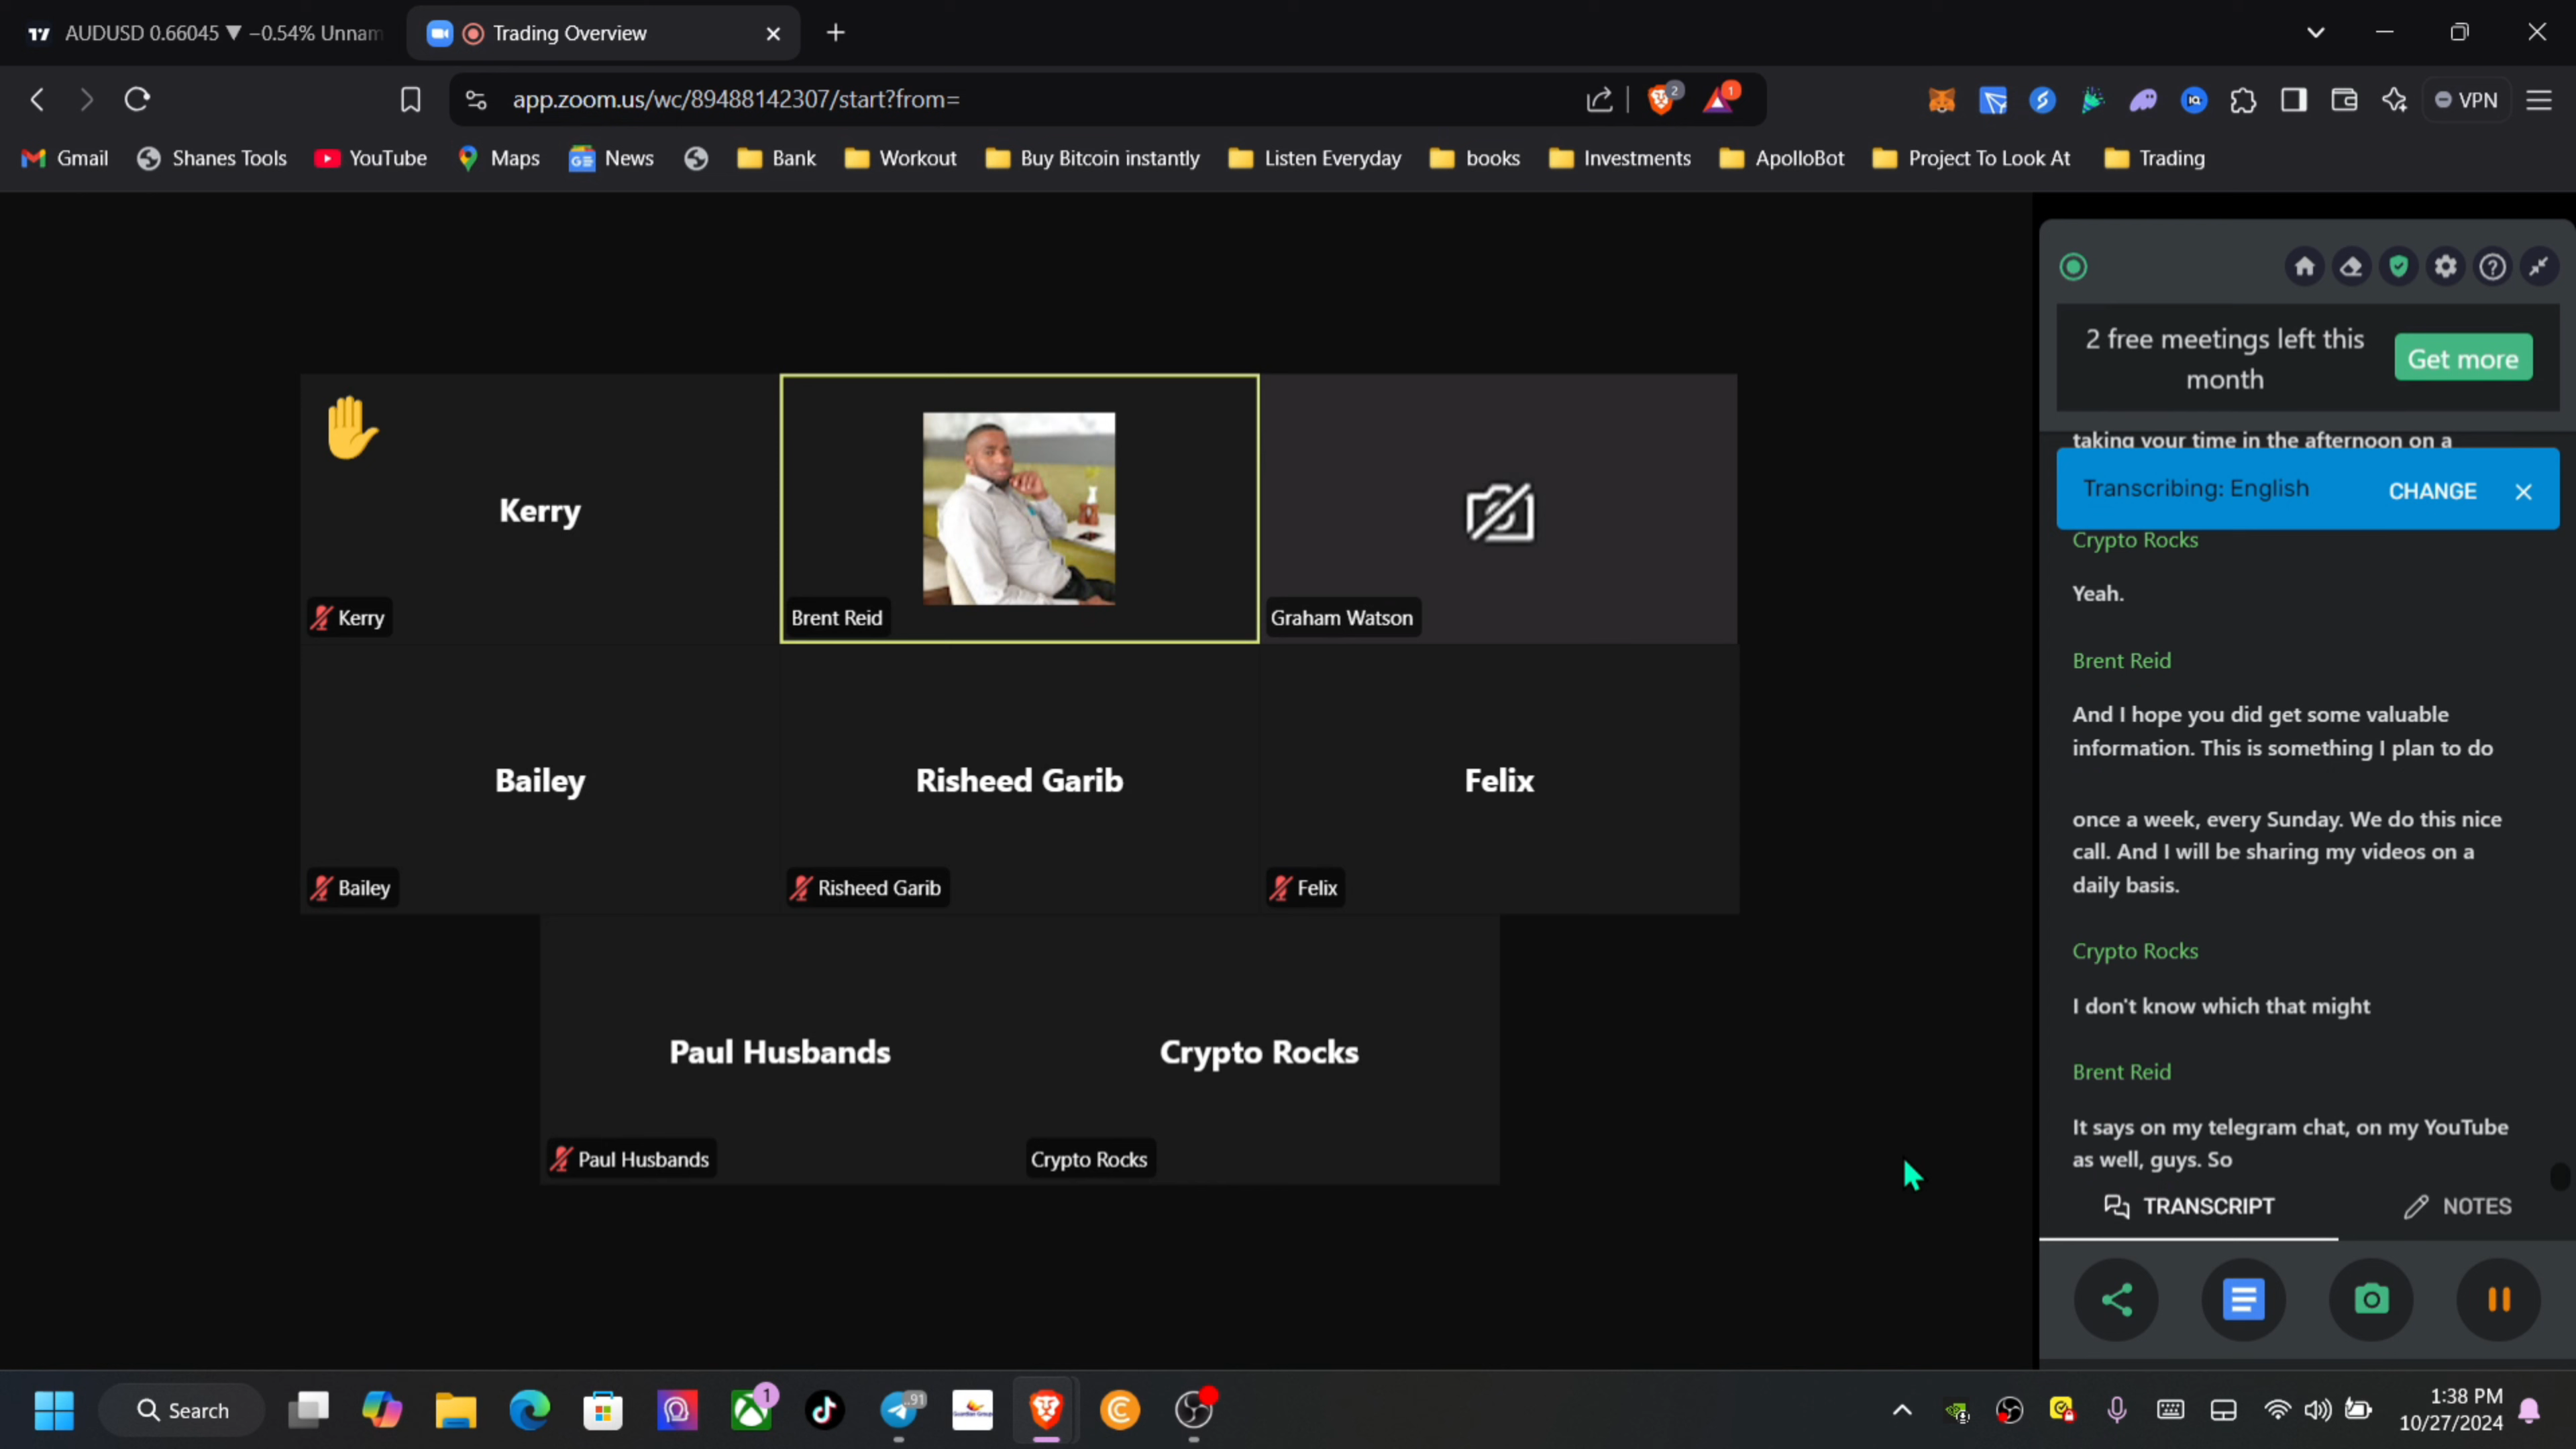 AUDUSD 0.66045 ▼ −0.54% Unnam
Trading Overview
app.zoom.us/wc/89488142307/start?from=
2
1
VPN
Gmail
Shanes Tools
YouTube
Maps
News
Bank
Workout
Buy Bitcoin instantly
Listen Everyday
books
Investments
ApolloBot
Project To Look At
Trading
2 free meetings left this
month
Get more
taking your time in the afternoon on a
Transcribing: English
CHANGE
Crypto Rocks
Yeah.
Brent Reid
And I hope you did get some valuable
information. This is something I plan to do
once a week, every Sunday. We do this nice
call. And I will be sharing my videos on a
daily basis.
Crypto Rocks
I don't know which that might
Brent Reid
It says on my telegram chat, on my YouTube
as well, guys. So
TRANSCRIPT
NOTES
Kerry
Kerry
Brent Reid
Graham Watson
Bailey
Bailey
Risheed Garib
Risheed Garib
Felix
Felix
Paul Husbands
Paul Husbands
Crypto Rocks
Crypto Rocks
Search
1
91
1:38 PM
10/27/2024